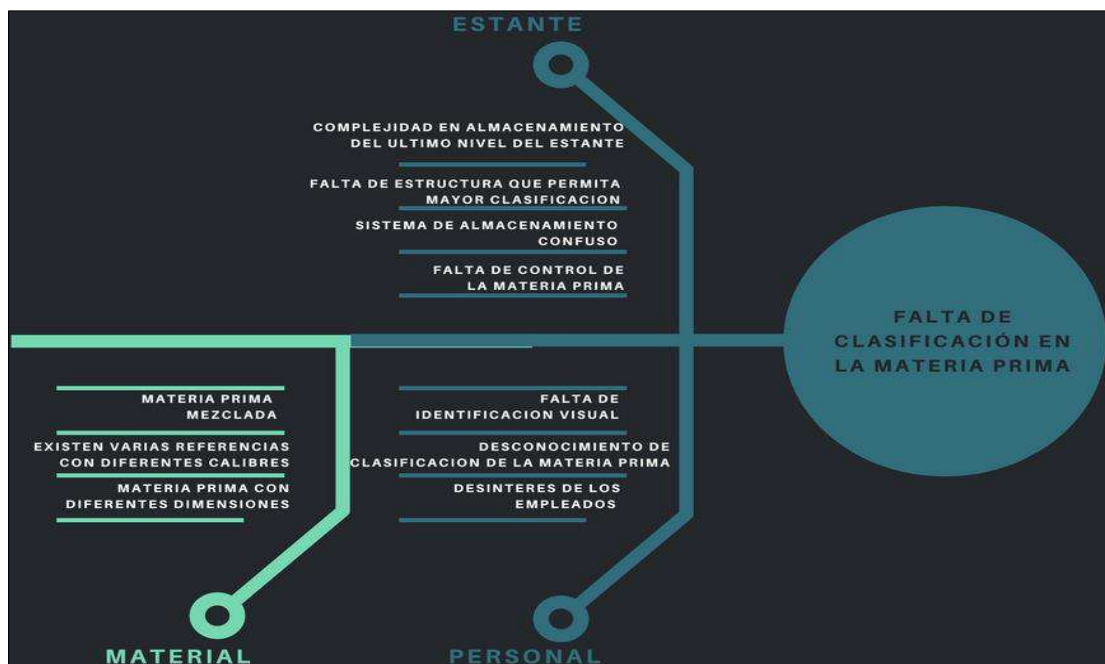 ESTANTE
COMPLEJIDAD EN ALMACENAMIENTO
DEL ULTIMO NIVEL DEL ESTANTE
FALTA DE ESTRUCTURA QUE PERMITA
MAYOR CLASIFICACION
SISTEMA DE ALMACENAMIENTO
CONFUSO
FALTA DE CONTROL DE
LA MATERIA PRIMA
FALTA DE
CLASIFICACIÓN EN
LA MATERIA PRIMA
MATERIA PRIMA
MEZCLADA
EXISTEN VARIAS REFERENCIAS
CON DIFERENTES CALIBRES
MATERIA PRIMA CON
DIFERENTES DIMENSIONES
MATERIAL
FALTA DE
IDENTIFICACION VISUAL
DESCONOCIMIENTO DE
CLASIFICACION DE LA MATERIA PRIMA
DESINTERES DE LOS
EMPLEADOS
PERSONAL